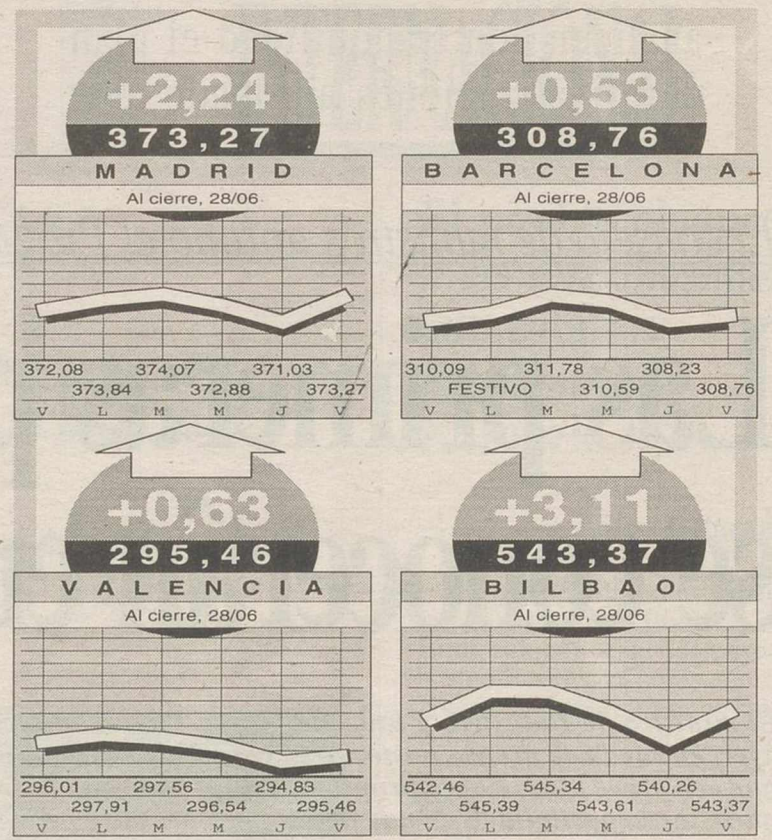 +2,24
373,27
MADRID
Al cierre, 28/06
372,08 374,07 371,03
373,84 372,88 373,27
V L M M J V
+0,53
308,76
BARCELONA
Al cierre, 28/06
310,09 311,78 308,23
FESTIVO 310,59 308,76
V L M M J V
+0,63
295,46
VALENCIA
Al cierre, 28/06
296,01 297,56 294,83
297,91 296,54 295,46
V L M M J V
+3,11
543,37
BILBAO
Al cierre, 28/06
542,46 545,34 540,26
545,39 543,61 543,37
V L M M J V